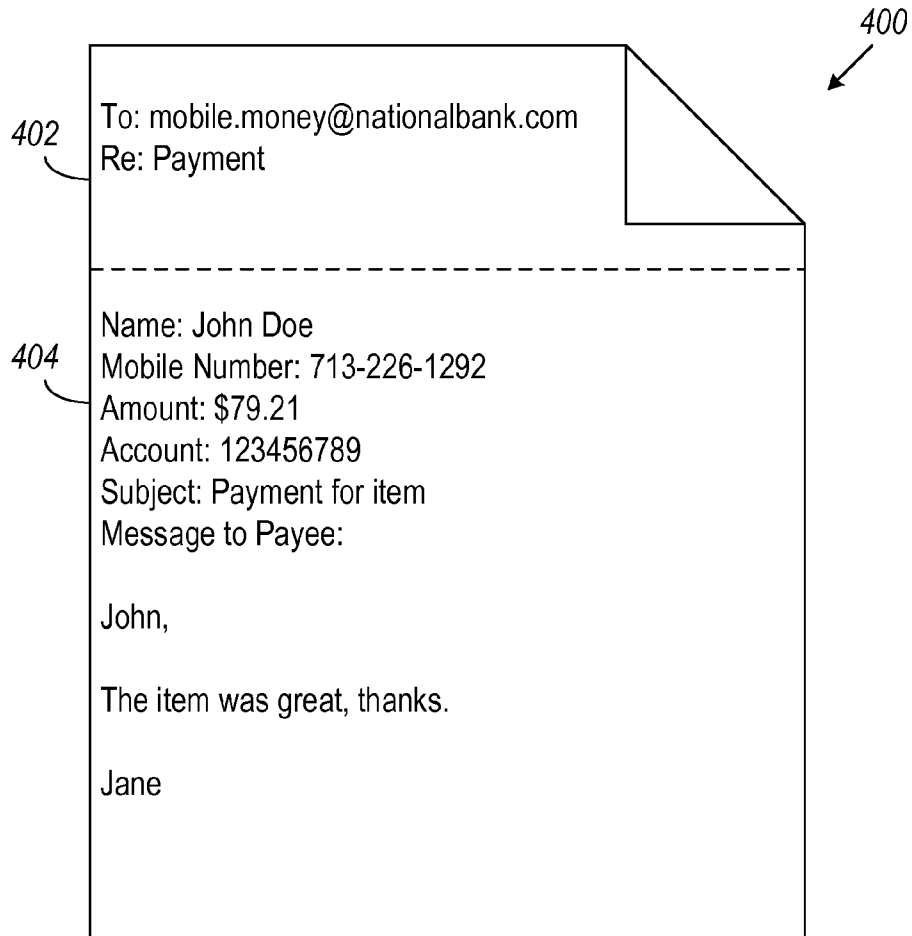 400
402
To: mobile.money@nationalbank.com
Re: Payment
404
Name: John Doe
Mobile Number: 713-226-1292
Amount: $79.21
Account: 123456789
Subject: Payment for item
Message to Payee:
John,
The item was great, thanks.
Jane